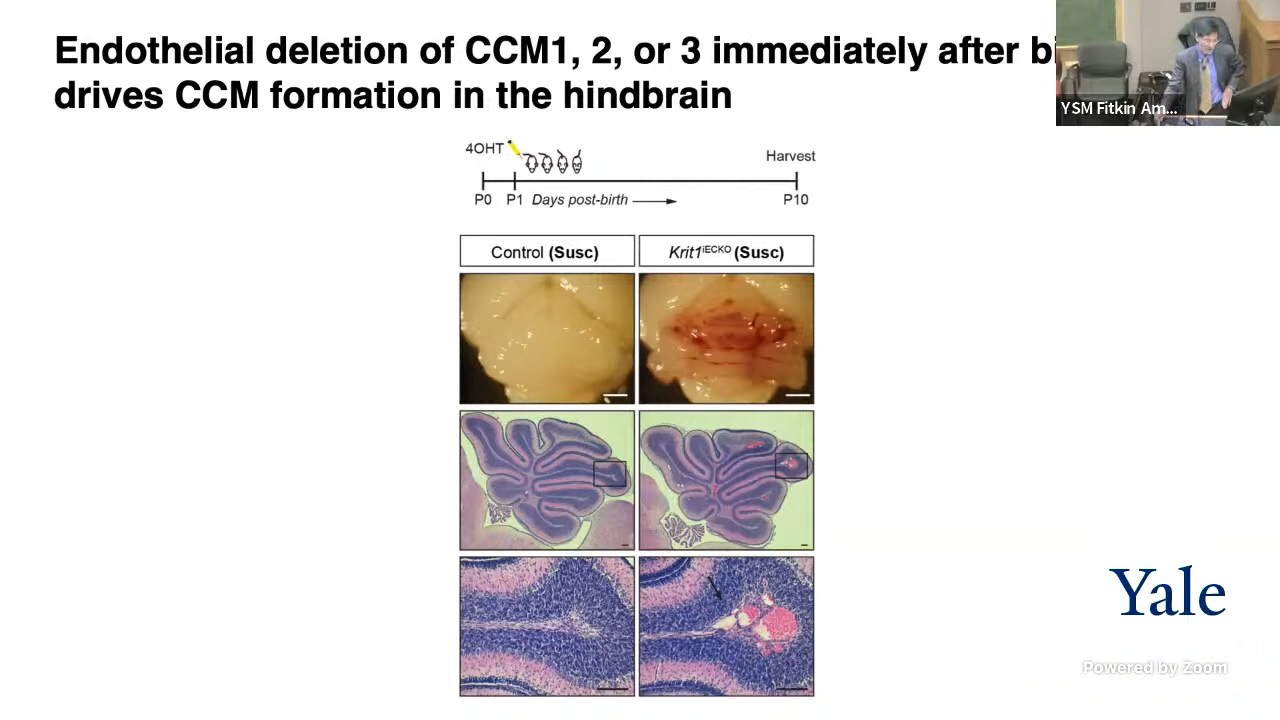 Endothelial deletion of CCM1, 2, or 3 immediately after
drives CCM formation in the hindbrain
YSM Fitkin Am...
4OHT
Harvest
P0 P1 Days post-birth P10
Control (Susc) Krit1iECKO (Susc)
Yale
Powered by Zoom